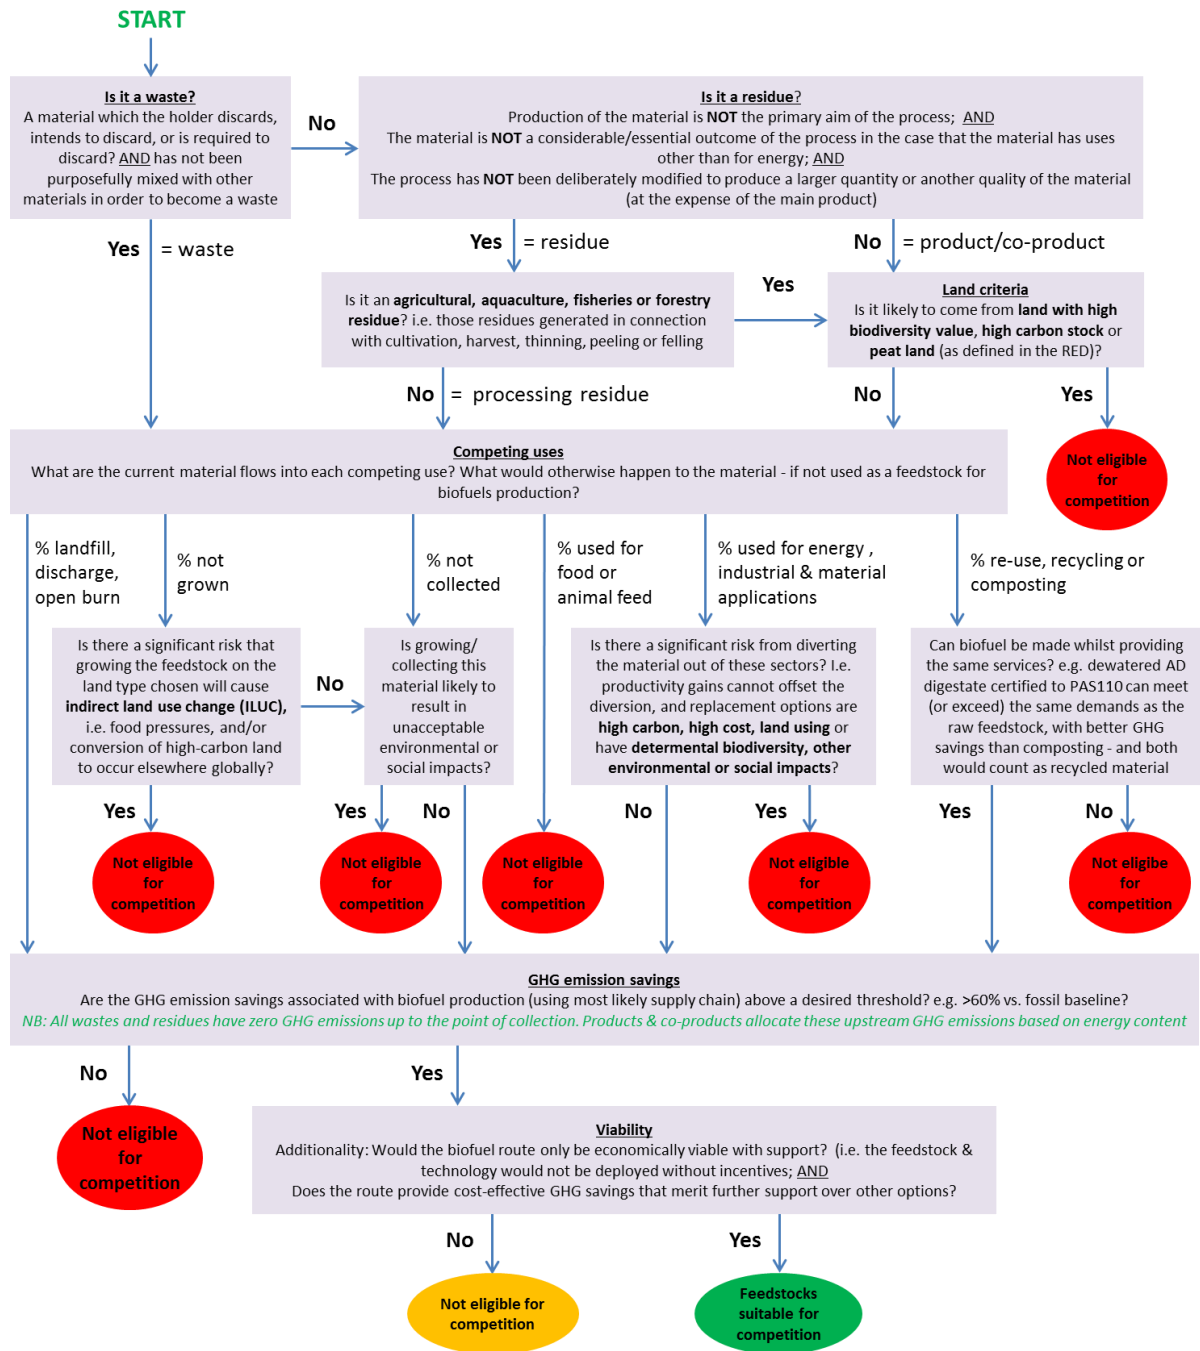 START
Is it a waste?
A material which the holder discards,
intends to discard, or is required to
discard? AND has not been
purposefully mixed with other
materials in order to become a waste
No
Is it a residue?
Production of the material is NOT the primary aim of the process; AND
The material is NOT a considerable/essential outcome of the process in the case that the material has uses
other than for energy; AND
The process has NOT been deliberately modified to produce a larger quantity or another quality of the material
(at the expense of the main product)
Yes = waste
Yes = residue
No = product/co-product
Is it an agricultural, aquaculture, fisheries or forestry
residue? i.e. those residues generated in connection
with cultivation, harvest, thinning, peeling or felling
Yes
Land criteria
Is it likely to come from land with high
biodiversity value, high carbon stock or
peat land (as defined in the RED)?
No = processing residue
No
Yes
Not eligible
for
competition
Competing uses
What are the current material flows into each competing use? What would otherwise happen to the material - if not used as a feedstock for
biofuels production?
% landfill,
discharge,
open burn
% not
grown
% not
collected
% used for
food or
animal feed
% used for energy ,
industrial & material
applications
% re-use, recycling or
composting
Is there a significant risk that
growing the feedstock on the
land type chosen will cause
indirect land use change (ILUC),
i.e. food pressures, and/or
conversion of high-carbon land
to occur elsewhere globally?
No
Is growing/
collecting this
material likely to
result in
unacceptable
environmental or
social impacts?
Is there a significant risk from diverting
the material out of these sectors? I.e.
productivity gains cannot offset the
diversion, and replacement options are
high carbon, high cost, land using or
have determental biodiversity, other
environmental or social impacts?
Can biofuel be made whilst providing
the same services? e.g. dewatered AD
digestate certified to PAS110 can meet
(or exceed) the same demands as the
raw feedstock, with better GHG
savings than composting - and both
would count as recycled material
Yes
Yes
No
No
Yes
Yes
No
Not eligible
for
competition
Not eligible
for
competition
Not eligible
for
competition
Not eligible
for
competition
Not eligibe
for
competition
GHG emission savings
Are the GHG emission savings associated with biofuel production (using most likely supply chain) above a desired threshold? e.g. >60% vs. fossil baseline?
NB: All wastes and residues have zero GHG emissions up to the point of collection. Products & co-products allocate these upstream GHG emissions based on energy content
No
Yes
Not eligible
for
competition
Viability
Additionality: Would the biofuel route only be economically viable with support? (i.e. the feedstock &
technology would not be deployed without incentives; AND
Does the route provide cost-effective GHG savings that merit further support over other options?
No
Yes
Not eligible for
competition
Feedstocks
suitable for
competition